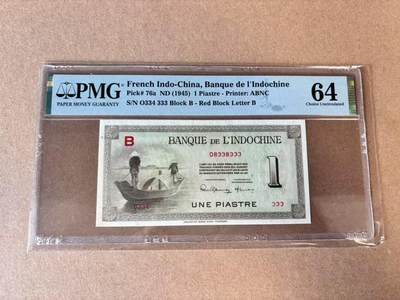 PMG
PAPER MONEY GUARANTY
French Indo-China, Banque de l'Indochine
Pick# 76a ND (1945) 1 Piastre - Printer: ABNC
S/N O334 333 Block B - Red Block Letter B
64
Choice Uncirculated
B
BANQUE DE L'INDOCHINE
08338333
1
UNE PIASTRE
333